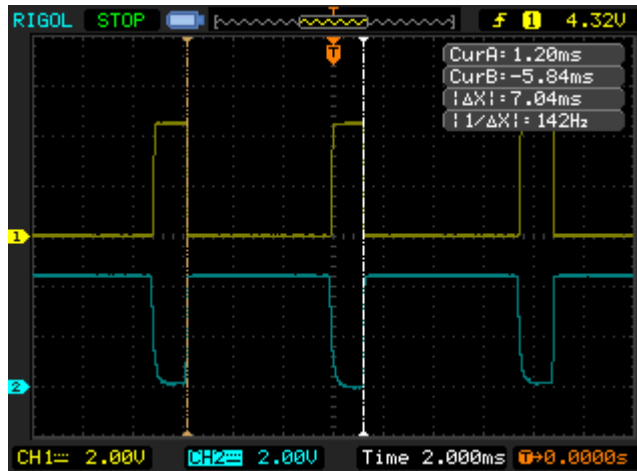 RIGOL STOP T f 1 4.32V
T
CurA: 1.20ms
CurB: -5.84ms
|ΔX|: 7.04ms
|1/ΔX|: 142Hz
1
2
CH1 2.00V CH2 2.00V Time 2.000ms T→0.0000s